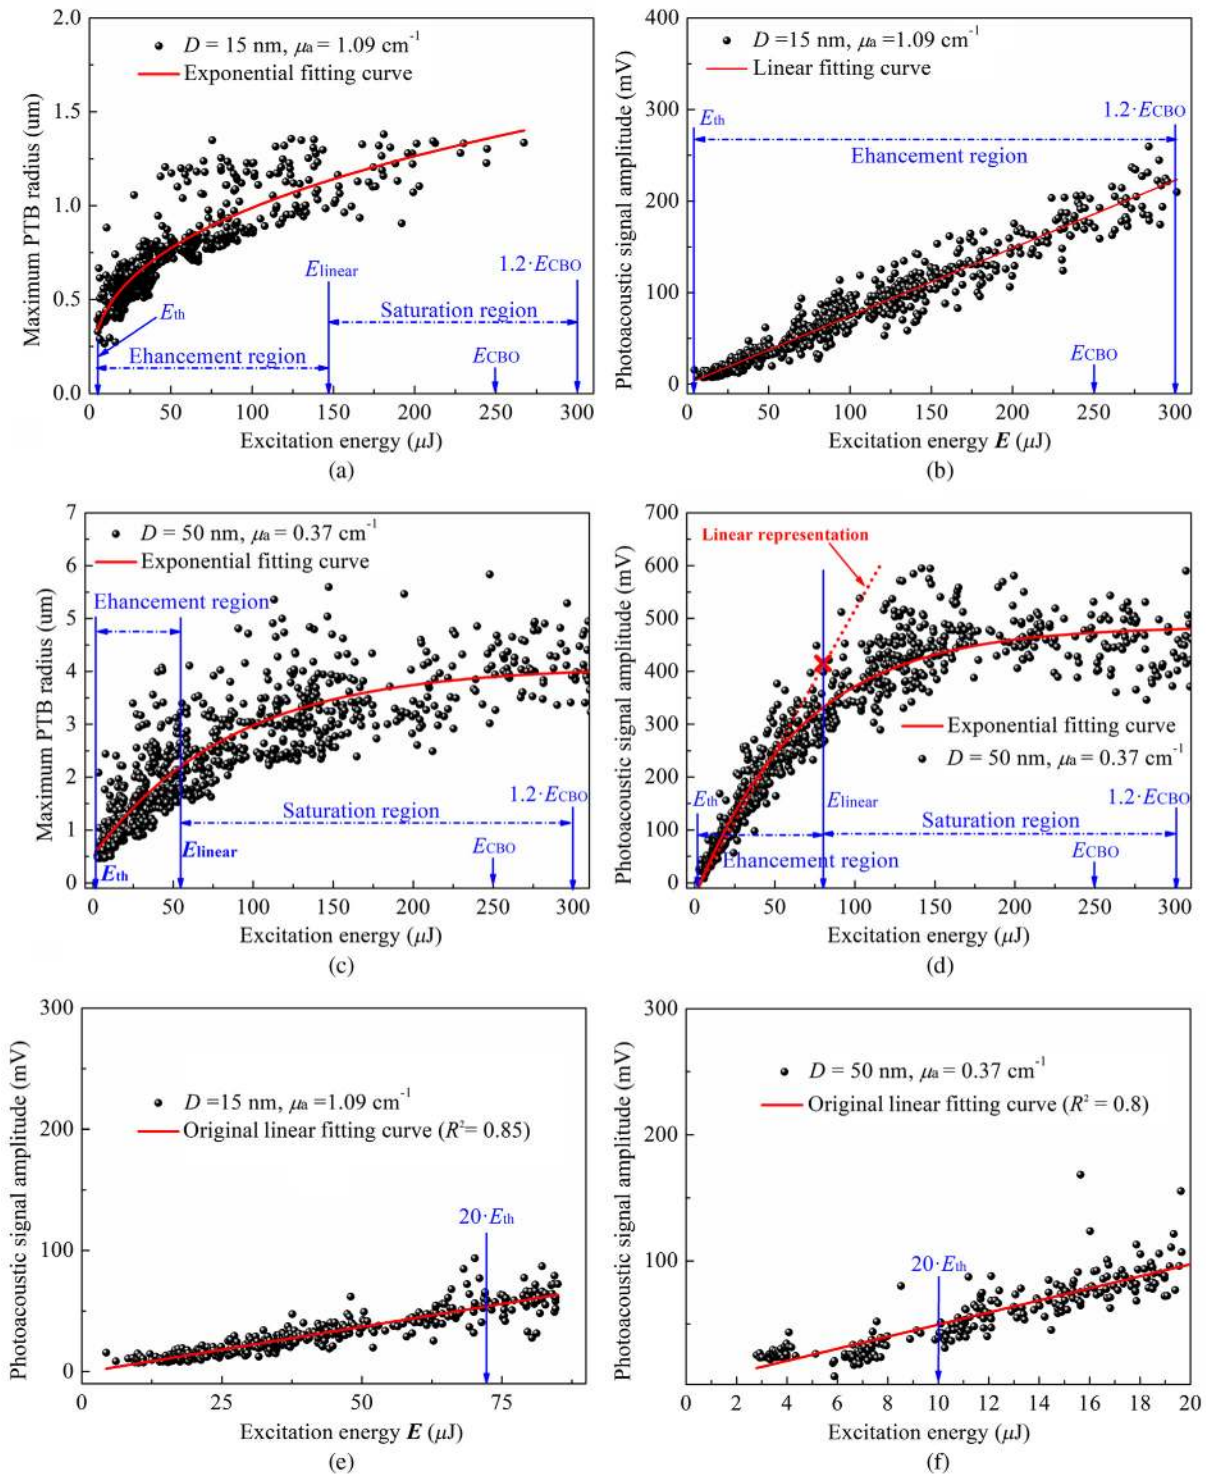 2.0
1.5
1.0
0.5
0.0
Maximum PTB radius (um)
D = 15 nm, μa = 1.09 cm-1
Exponential fitting curve
Elinear
1.2·ECBO
Eth
Saturation region
Ehancement region
ECBO
0 50 100 150 200 250 300
Excitation energy (μJ)
(a)
400
300
200
100
0
Photoacoustic signal amplitude (mV)
D =15 nm, μa =1.09 cm-1
Linear fitting curve
Eth
1.2·ECBO
Ehancement region
ECBO
0 50 100 150 200 250 300
Excitation energy E (μJ)
(b)
7
6
5
4
3
2
1
0
Maximum PTB radius (um)
D = 50 nm, μa = 0.37 cm-1
Exponential fitting curve
Ehancement region
1.2·ECBO
Saturation region
Elinear
ECBO
Eth
0 50 100 150 200 250 300
Excitation energy (μJ)
(c)
700
600
500
400
300
200
100
0
Photoacoustic signal amplitude (mV)
Linear representation
Exponential fitting curve
D = 50 nm, μa = 0.37 cm-1
Eth
Elinear
1.2·ECBO
Saturation region
Ehancement region
ECBO
0 50 100 150 200 250 300
Excitation energy (μJ)
(d)
300
200
100
0
Photoacoustic signal amplitude (mV)
D =15 nm, μa =1.09 cm-1
Original linear fitting curve (R2= 0.85)
20·Eth
0 25 50 75
Excitation energy E (μJ)
(e)
300
200
100
Photoacoustic signal amplitude (mV)
D = 50 nm, μa = 0.37 cm-1
Original linear fitting curve (R2 = 0.8)
20·Eth
0 2 4 6 8 10 12 14 16 18 20
Excitation energy (μJ)
(f)